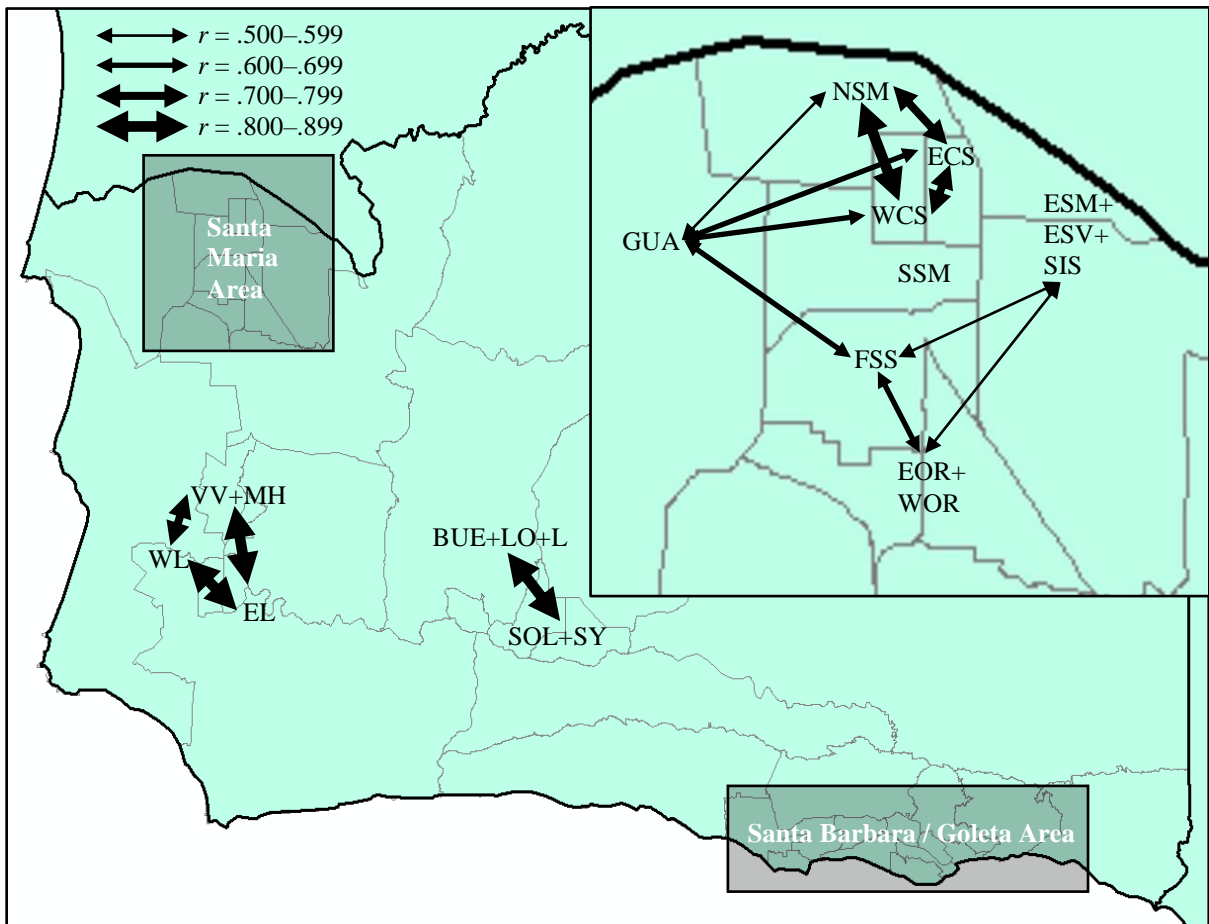 r = .500–.599
r = .600–.699
r = .700–.799
r = .800–.899
Santa
Maria
Area
NSM
ECS
WCS
GUA
ESM+
ESV+
SIS
SSM
FSS
EOR+
WOR
VV+MH
WL
EL
BUE+LO+L
SOL+SY
Santa Barbara / Goleta Area